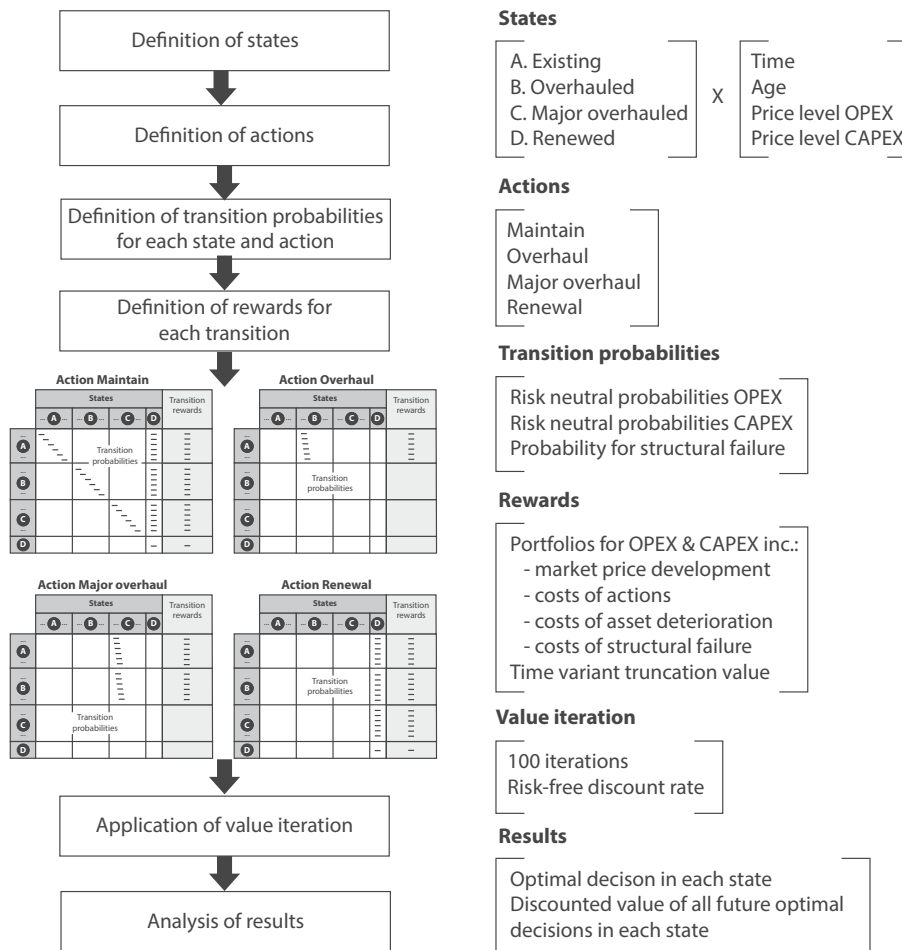 Definition of states
Definition of actions
Definition of transition probabilities
for each state and action
Definition of rewards for
each transition
Action Maintain
States
Transition
rewards
... A ... ... B ... ... C ... D
... A ...
... B ...
... C ...
D
Transition
probabilities
Action Overhaul
States
Transition
rewards
... A ... ... B ... ... C ... D
... A ...
... B ...
... C ...
D
Transition
probabilities
Action Major overhaul
States
Transition
rewards
... A ... ... B ... ... C ... D
... A ...
... B ...
... C ...
D
Transition
probabilities
Action Renewal
States
Transition
rewards
... A ... ... B ... ... C ... D
... A ...
... B ...
... C ...
D
Transition
probabilities
Application of value iteration
Analysis of results
States
A. Existing
B. Overhauled
C. Major overhauled
D. Renewed
X
Time
Age
Price level OPEX
Price level CAPEX
Actions
Maintain
Overhaul
Major overhaul
Renewal
Transition probabilities
Risk neutral probabilities OPEX
Risk neutral probabilities CAPEX
Probability for structural failure
Rewards
Portfolios for OPEX & CAPEX inc.:
- market price development
- costs of actions
- costs of asset deterioration
- costs of structural failure
Time variant truncation value
Value iteration
100 iterations
Risk-free discount rate
Results
Optimal decison in each state
Discounted value of all future optimal
decisions in each state